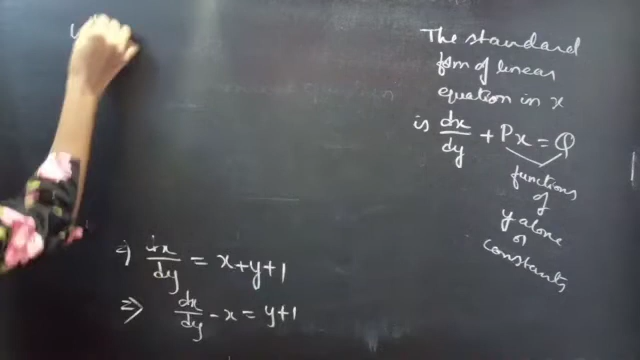 The standard
form of linear
equation in x
is dx/dy + Px = Q
functions
of
y alone
or
constants
⇒ dx/dy = x+y+1
⇒ dx/dy - x = y+1